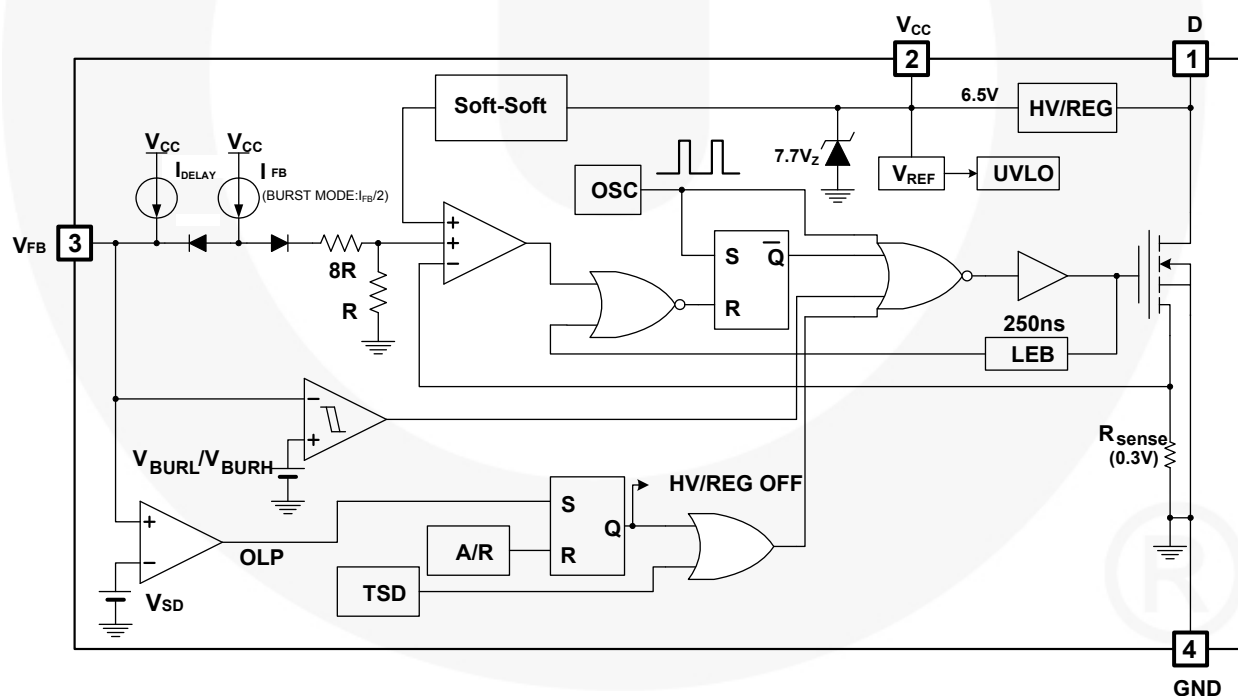 VCC
D
2
1
6.5V
HV/REG
Soft-Soft
7.7VZ
VREF
UVLO
VCC
VCC
IDELAY
I FB
(BURST MODE:IFB/2)
OSC
VFB
3
+
+
-
8R
R
S
Q
R
250ns
LEB
-
+
VBURL/VBURH
Rsense
(0.3V)
HV/REG OFF
S
Q
R
A/R
TSD
+
-
OLP
VSD
®
4
GND